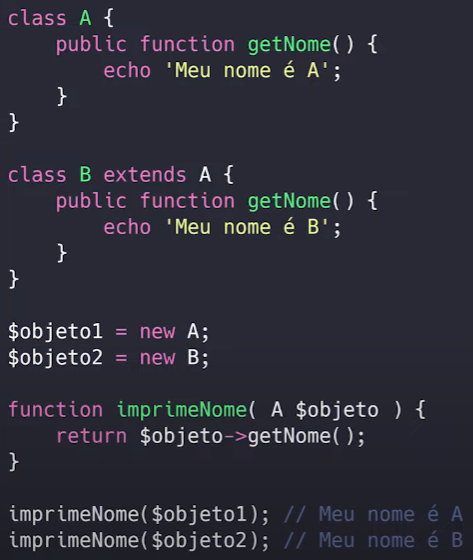 class A {
    public function getNome() {
        echo 'Meu nome é A';
    }
}

class B extends A {
    public function getNome() {
        echo 'Meu nome é B';
    }
}

$objeto1 = new A;
$objeto2 = new B;

function imprimeNome( A $objeto ) {
    return $objeto->getNome();
}

imprimeNome($objeto1); // Meu nome é A
imprimeNome($objeto2); // Meu nome é B